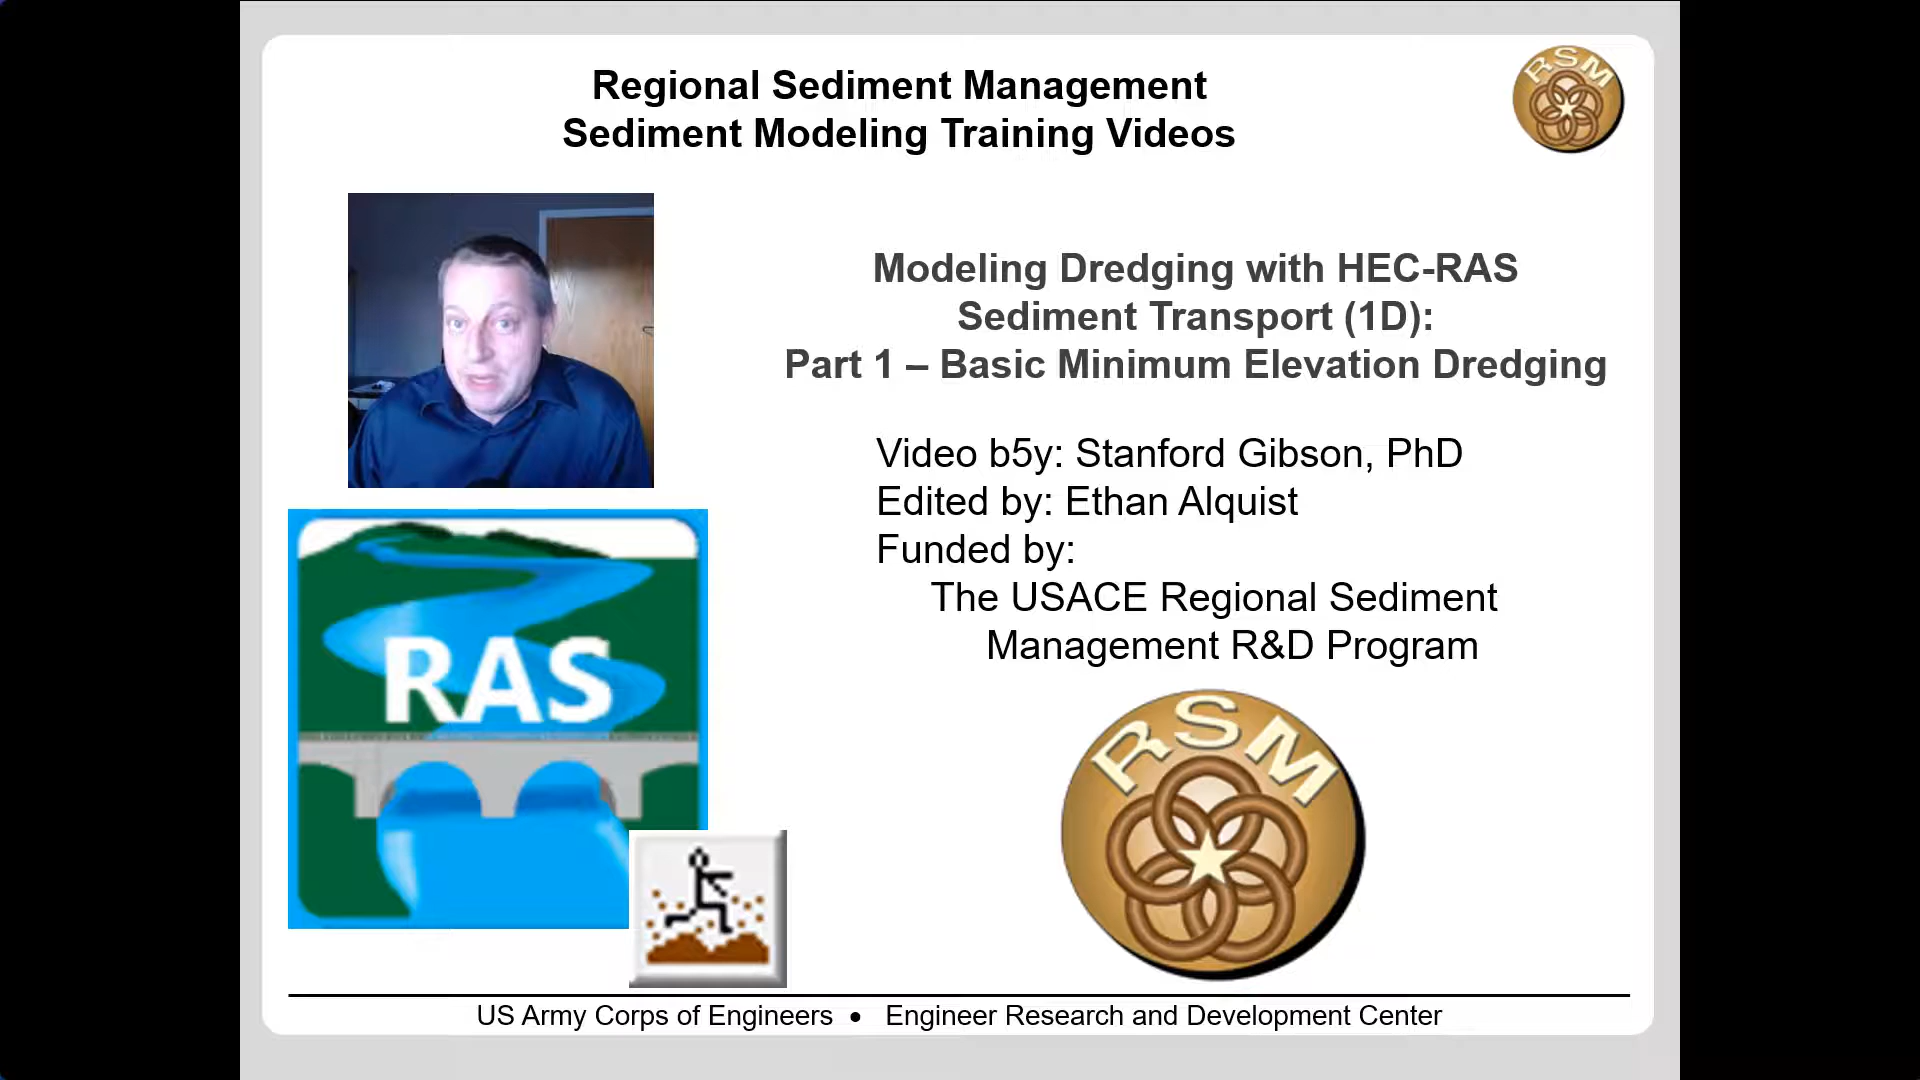 Regional Sediment Management
Sediment Modeling Training Videos
RSM
Modeling Dredging with HEC-RAS
Sediment Transport (1D):
Part 1 – Basic Minimum Elevation Dredging
Video b5y: Stanford Gibson, PhD
Edited by: Ethan Alquist
Funded by:
The USACE Regional Sediment
Management R&D Program
RAS
RSM
US Army Corps of Engineers • Engineer Research and Development Center